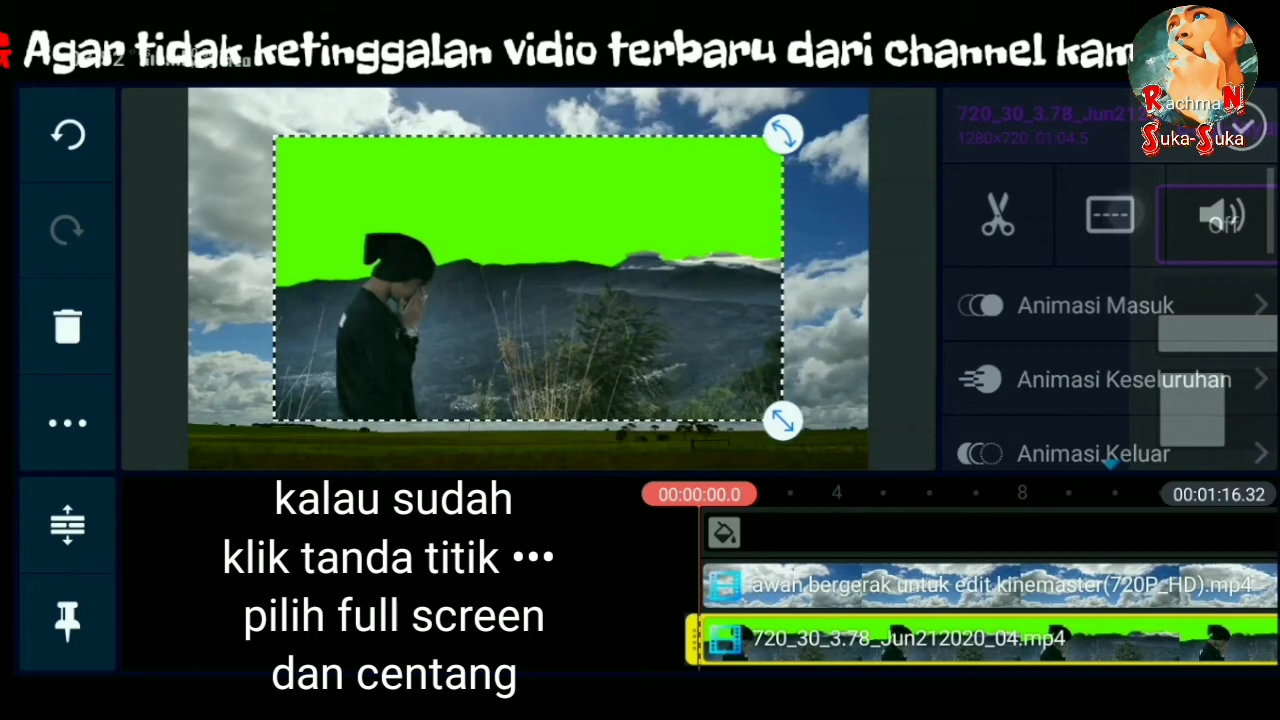 Agar tidak ketinggalan vidio terbaru dari channel kam
RachmaN
Suka-Suka
720_30_3.78_Jun212
1280×720, 01:04.5
Off
Animasi Masuk
Animasi Keseluruhan
Animasi Keluar
kalau sudah
klik tanda titik •••
pilih full screen
dan centang
00:00:00.0
4
8
00:01:16.32
awan bergerak untuk edit kinemaster(720P_HD).mp4
720_30_3.78_Jun212020_04.mp4